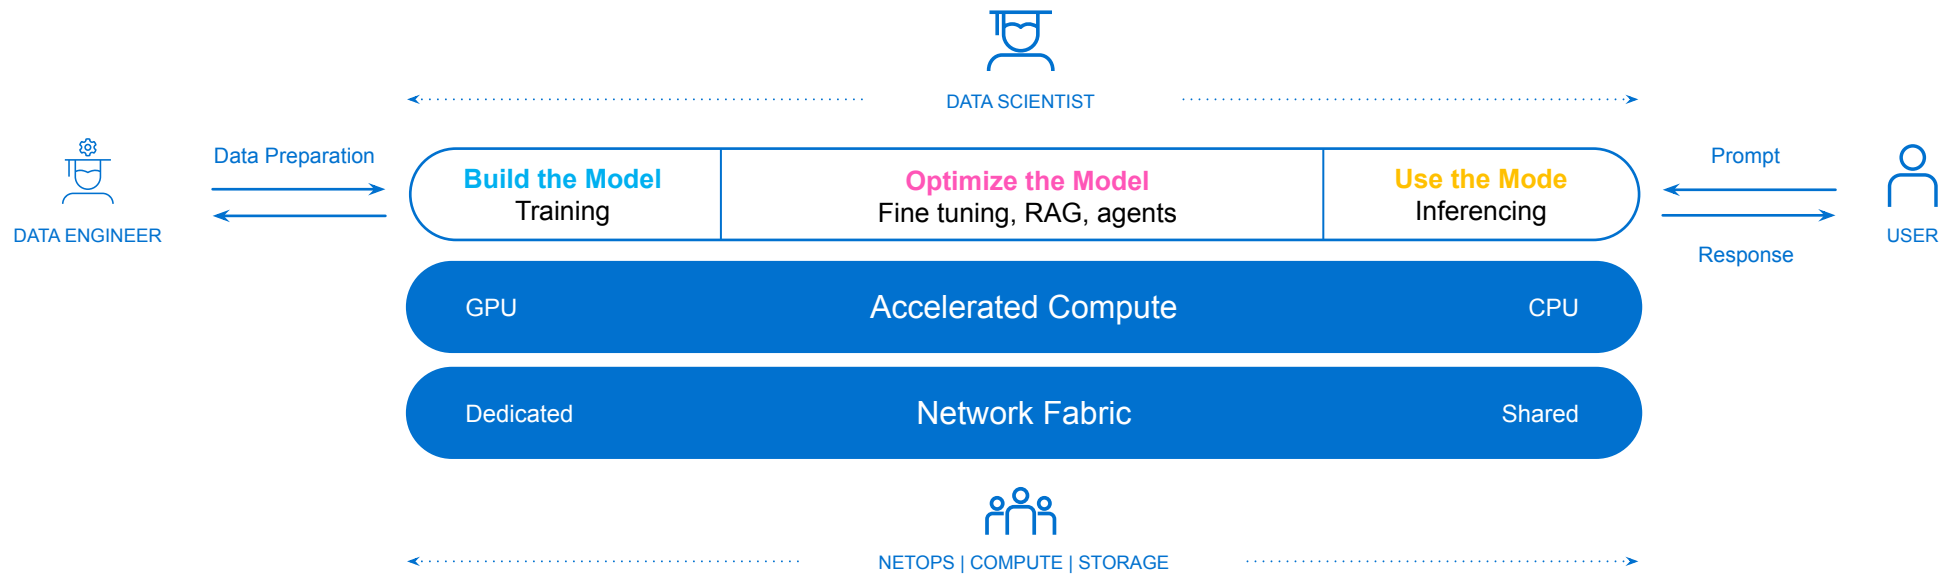 DATA SCIENTIST
DATA ENGINEER
Data Preparation
Build the Model
Training
Optimize the Model
Fine tuning, RAG, agents
Use the Mode
Inferencing
Prompt
Response
USER
GPU
Accelerated Compute
CPU
Dedicated
Network Fabric
Shared
NETOPS | COMPUTE | STORAGE